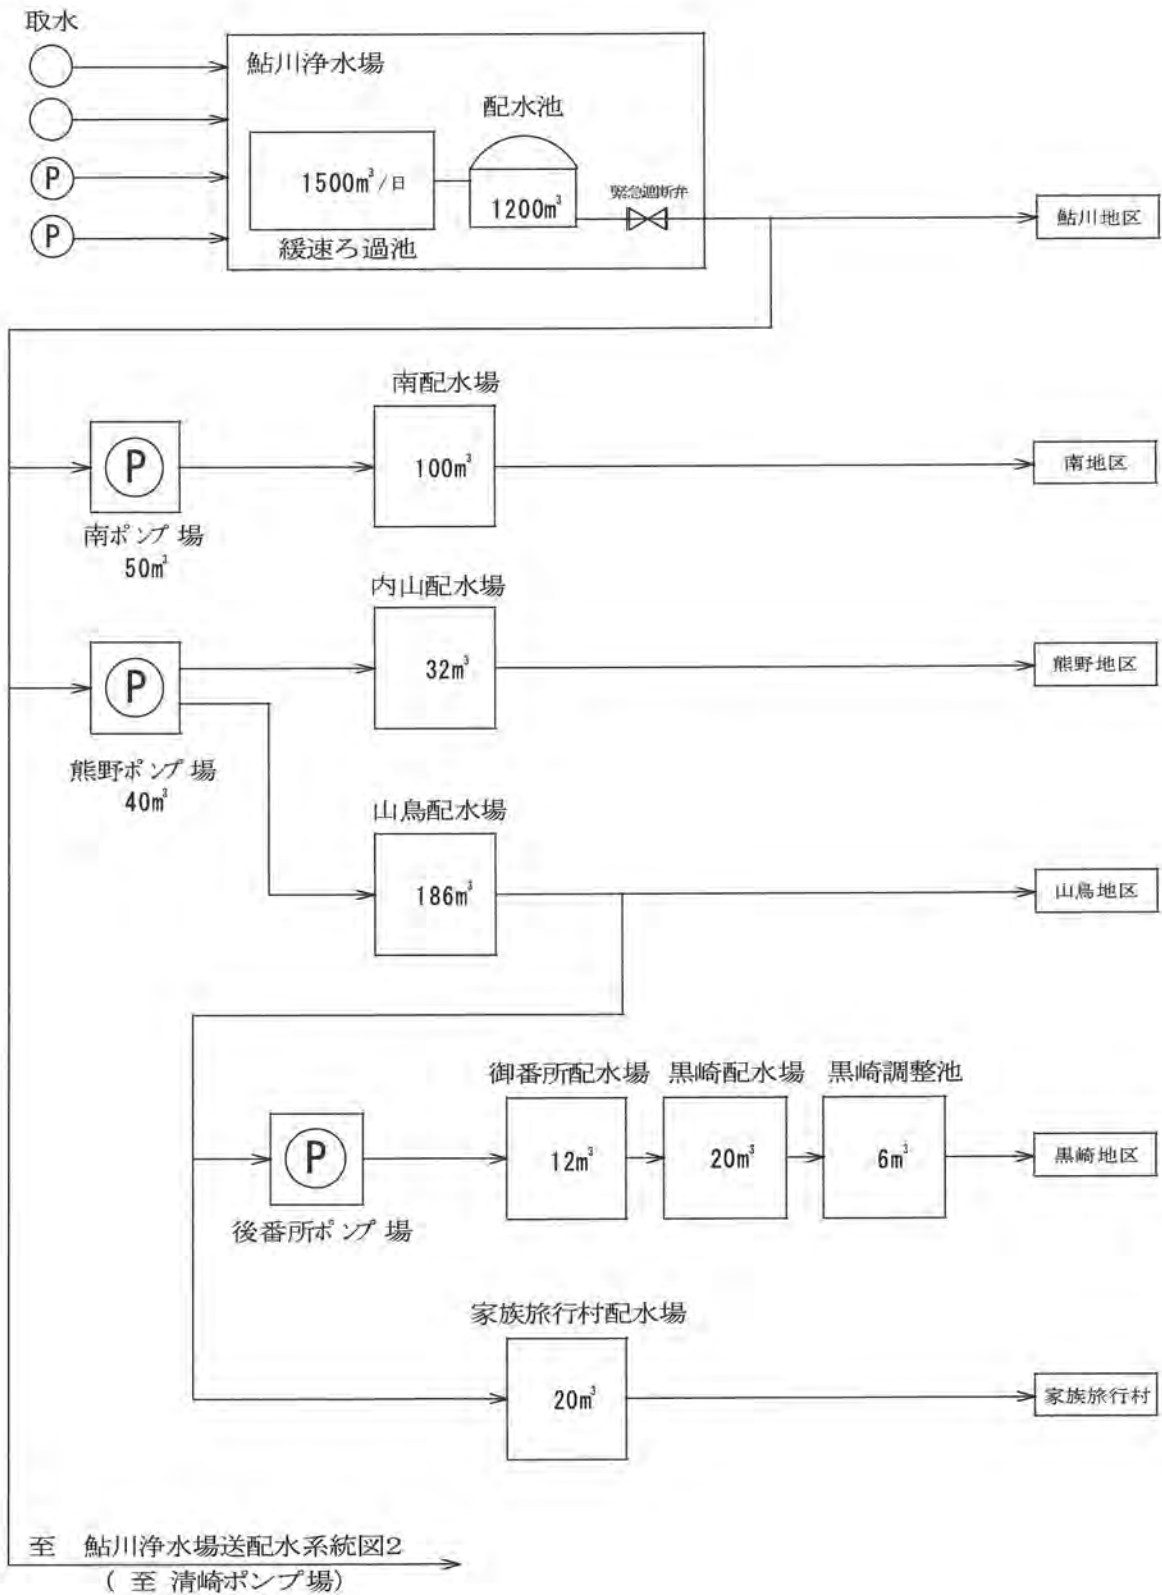 取水
鮎川浄水場
配水池
P
P
1500m³/日
1200m³
緊急遮断弁
緩速ろ過池
鮎川地区
南配水場
P
100m³
南地区
南ポンプ場
50m³
内山配水場
P
32m³
熊野地区
熊野ポンプ場
40m³
山鳥配水場
186m³
山鳥地区
御番所配水場 黒崎配水場 黒崎調整池
P
12m³
20m³
6m³
黒崎地区
後番所ポンプ場
家族旅行村配水場
20m³
家族旅行村
至 鮎川浄水場送配水系統図2
( 至 清崎ポンプ場)